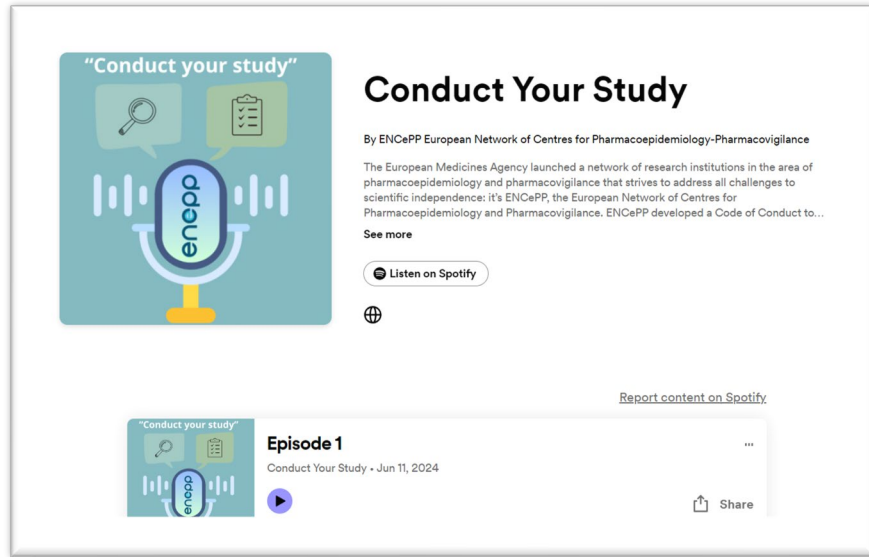 "Conduct your study"
encepp
Conduct Your Study
By ENCePP European Network of Centres for Pharmacoepidemiology-Pharmacovigilance
The European Medicines Agency launched a network of research institutions in the area of
pharmacoepidemiology and pharmacovigilance that strives to address all challenges to
scientific independence: it's ENCePP, the European Network of Centres for
Pharmacoepidemiology and Pharmacovigilance. ENCePP developed a Code of Conduct to...
See more
Listen on Spotify
Report content on Spotify
"Conduct your study"
encepp
Episode 1
...
Conduct Your Study • Jun 11, 2024
Share